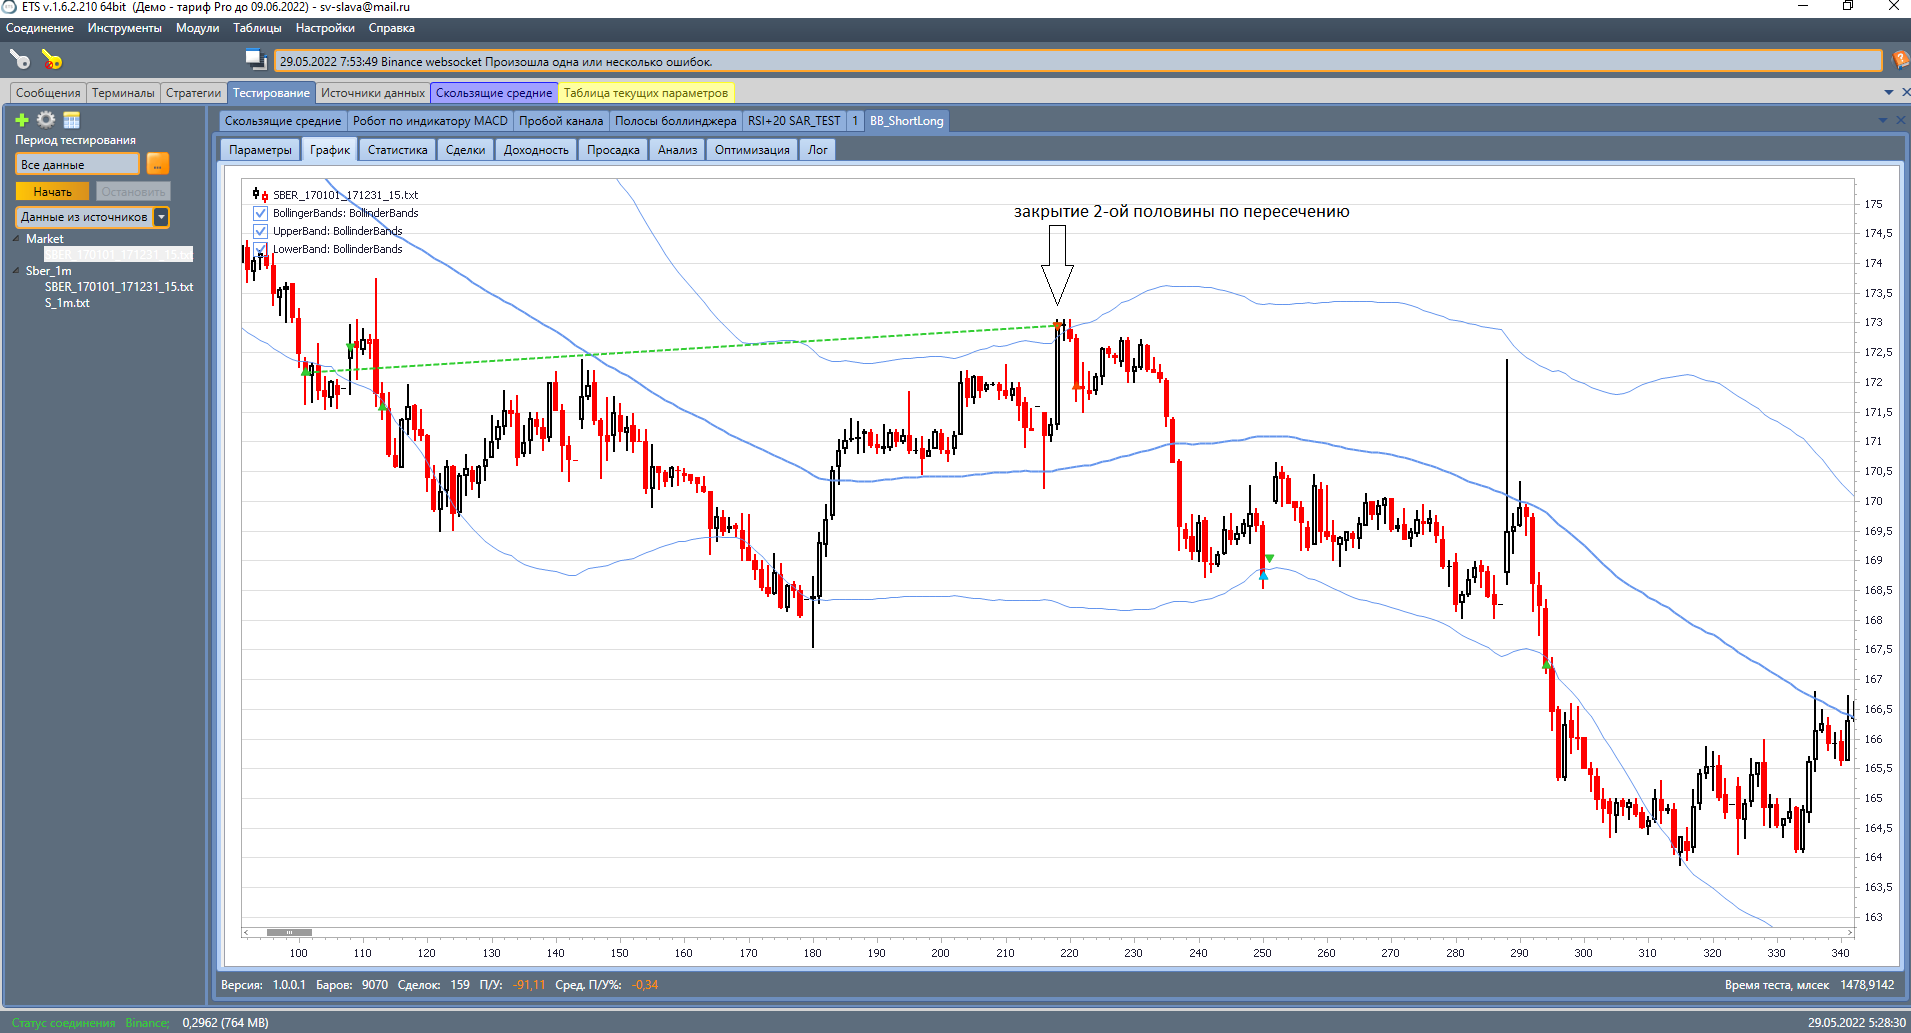 ETS v.1.6.2.210 64bit (Демо - тариф Pro до 09.06.2022) - sv-slava@mail.ru
Соединение Инструменты Модули Таблицы Настройки Справка
29.05.2022 7:53:49 Binance websocket Произошла одна или несколько ошибок.
Сообщения Терминалы Стратегии Тестирование Источники данных Скользящие средние Таблица текущих параметров
Скользящие средние Робот по индикатору MACD Пробой канала Полосы боллинджера RSI+20 SAR_TEST 1 BB_ShortLong
Параметры График Статистика Сделки Доходность Просадка Анализ Оптимизация Лог
Период тестирования
Все данные ...
Начать Остановить
Данные из источников
Market
SBER_170101_171231_15.txt
Sber_1m
SBER_170101_171231_15.txt
S_1m.txt
SBER_170101_171231_15.txt
BollingerBands: BollinderBands
UpperBand: BollinderBands
LowerBand: BollinderBands
закрытие 2-ой половины по пересечению
175
174,5
174
173,5
173
172,5
172
171,5
171
170,5
170
169,5
169
168,5
168
167,5
167
166,5
166
165,5
165
164,5
164
163,5
163
100 110 120 130 140 150 160 170 180 190 200 210 220 230 240 250 260 270 280 290 300 310 320 330 340
Версия: 1.0.0.1 Баров: 9070 Сделок: 159 П/У: -91,11 Сред. П/У%: -0,34 Время теста, млсек 1478,9142
Статус соединения Binance; 0,2962 (764 MB) 29.05.2022 5:28:30